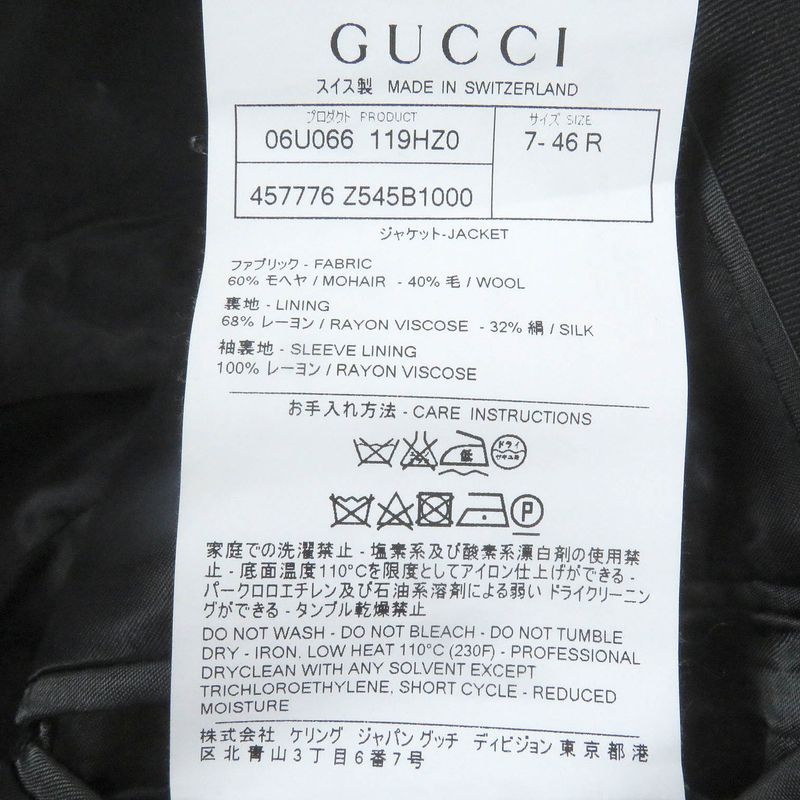 GUCCI
スイス製 MADE IN SWITZERLAND
プロダクト PRODUCT サイズ SIZE
06U066 119HZ0 7- 46 R
457776 Z545B1000
ジャケット-JACKET
ファブリック - FABRIC
60% モヘヤ / MOHAIR - 40% 毛 / WOOL
裏地 - LINING
68% レーヨン / RAYON VISCOSE - 32% 絹 / SILK
袖裏地 - SLEEVE LINING
100% レーヨン / RAYON VISCOSE
お手入れ方法 - CARE INSTRUCTIONS
低 ドライ
P
家庭での洗濯禁止 - 塩素系及び酸素系漂白剤の使用禁
止 - 底面温度110°Cを限度としてアイロン仕上げができる -
パークロロエチレン及び石油系溶剤による弱い ドライクリーニン
グができる - タンブル乾燥禁止
DO NOT WASH - DO NOT BLEACH - DO NOT TUMBLE
DRY - IRON, LOW HEAT 110°C (230F) - PROFESSIONAL
DRYCLEAN WITH ANY SOLVENT EXCEPT
TRICHLOROETHYLENE, SHORT CYCLE - REDUCED
MOISTURE
株式会社 ケリング ジャパン グッチ ディビジョン 東京都港
区北青山3丁目6番7号